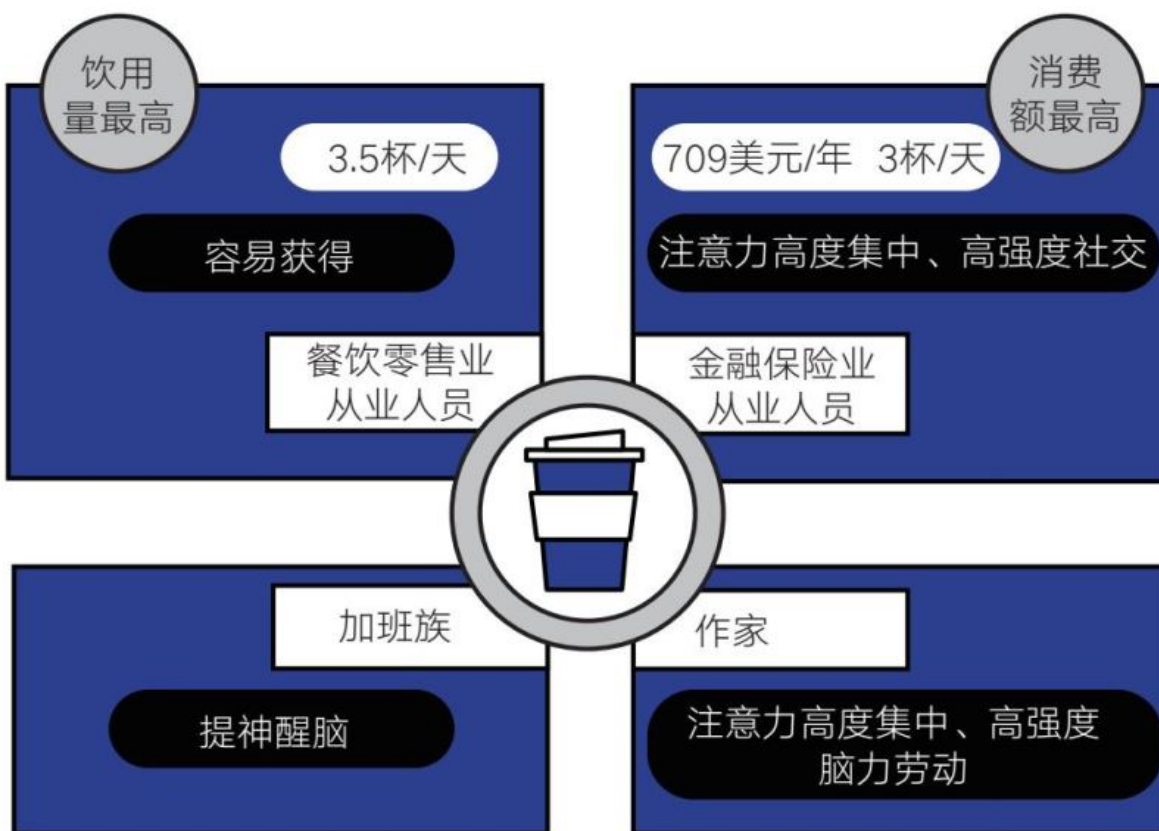 饮用
量最高
3.5杯/天
容易获得
餐饮零售业
从业人员
消费
额最高
709美元/年 3杯/天
注意力高度集中、高强度社交
金融保险业
从业人员
加班族
提神醒脑
作家
注意力高度集中、高强度
脑力劳动